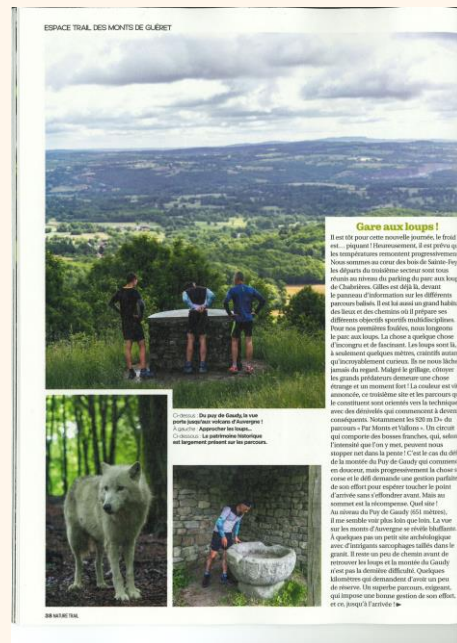 ESPACE TRAIL DES MONTS DE GUÉRET
Gare aux loups !
Il est tôt pour cette nouvelle journée, le froid
est… piquant ! Heureusement, il est prévu qu
les températures remontent progressivement
Nous sommes au cœur des bois de Sainte-Fey
les départs du troisième secteur sont tous
réunis au niveau du parking du parc aux loup
de Chabrières. Gilles est déjà là, devant
le panneau d'information sur les différents
parcours balisés. Il est lui aussi un grand habitu
des lieux et des chemins où il prépare ses
différents objectifs sportifs multidisciplines.
Pour nos premières foulées, nous longeons
le parc aux loups. La chose a quelque chose
d'incongru et de fascinant. Les loups sont là,
à seulement quelques mètres, craintifs autant
qu'incroyablement curieux. Ils ne nous lâche
jamais du regard. Malgré le grillage, côtoyer
les grands prédateurs demeure une chose
étrange et un moment fort ! La couleur est vit
annoncée, ce troisième site et les parcours q
le constituent sont orientés vers la technique
avec des dénivelés qui commencent à deven
conséquents. Notamment les 920 m D+ du
parcours « Par Monts et Vallons ». Un circuit
qui comporte des bosses franches, qui, selon
l'intensité que l'on y met, peuvent nous
stopper net dans la pente ! C'est le cas du déb
de la montée du Puy de Gaudy qui commenc
en douceur, mais progressivement la chose s
corse et le défi demande une gestion parfaite
de son effort pour espérer toucher le point
d'arrivée sans s'effondrer avant. Mais au
sommet est la récompense. Quel site !
Au niveau du Puy de Gaudy (651 mètres),
il me semble voir plus loin que loin. La vue
sur les monts d'Auvergne se révèle bluffante.
À quelques pas un petit site archéologique
avec d'intrigants sarcophages taillés dans le
granit. Il reste un peu de chemin avant de
retrouver les loups et la montée du Gaudy
n'est pas la dernière difficulté. Quelques
kilomètres qui demandent d'avoir un peu
de réserve. Un superbe parcours, exigeant,
qui impose une bonne gestion de son effort,
et ce, jusqu'à l'arrivée !
Ci-dessus : Du puy de Gaudy, la vue
porte jusqu'aux volcans d'Auvergne !
À gauche : Approcher les loups…
Ci-dessous : Le patrimoine historique
est largement présent sur les parcours.
NATURE TRAIL